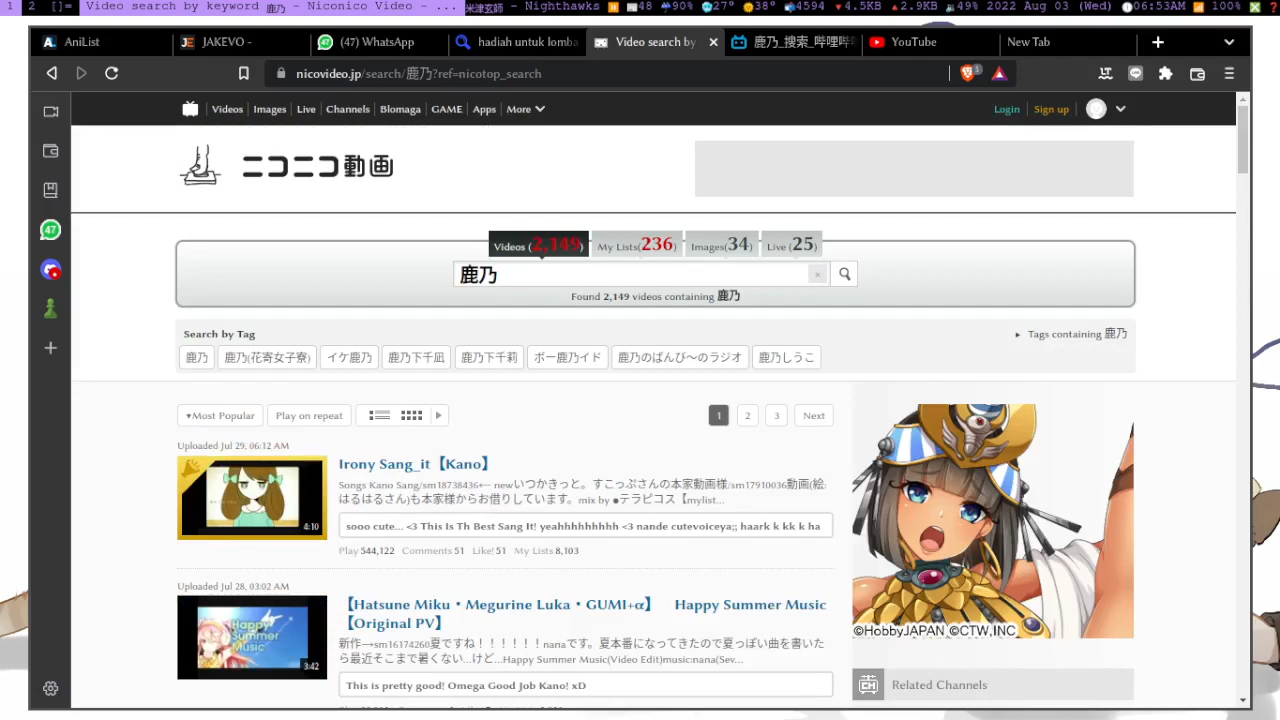 1 2 []= Video search by keyword 鹿乃 - Niconico Video - ... 米津玄師 - Nighthawks 48 90% 27° 38° 4594 ▼4.5KB ▲2.9KB 49% 2022 Aug 03 (Wed) 06:53AM 100%
AniList JAKEVO - (47) WhatsApp hadiah untuk lomba Video search by 鹿乃_搜索_哔哩哔 YouTube New Tab
nicovideo.jp/search/鹿乃?ref=nicotop_search
Videos Images Live Channels Blomaga GAME Apps More Login Sign up
ニコニコ動画
Videos (2,149) My Lists(236) Images(34) Live (25)
鹿乃
Found 2,149 videos containing 鹿乃
Search by Tag Tags containing 鹿乃
鹿乃 鹿乃(花寄女子寮) イケ鹿乃 鹿乃下千凪 鹿乃下千莉 ボー鹿乃イド 鹿乃のばんび〜のラジオ 鹿乃しうこ
▾Most Popular Play on repeat 1 2 3 Next
Uploaded Jul 29, 06:12 AM
Irony Sang_it【Kano】
Songs Kano Sang/sm18738436←newいつかきっと。すこっぷさんの本家動画様/sm17910036動画(絵:
はるはるさん)も本家様からお借りしています。mix by ●テラピコス【mylist...
4:10
sooo cute... <3 This Is Th Best Sang It! yeahhhhhhhhh <3 nande cutevoiceya;; haark k kk k ha
Play 544,122 Comments 51 Like! 51 My Lists 8,103
Uploaded Jul 28, 03:02 AM
【Hatsune Miku・Megurine Luka・GUMI+α】 Happy Summer Music
【Original PV】
Happy Summer Music
新作→sm16174260夏ですね！！！！！！nanaです。夏本番になってきたので夏っぽい曲を書いた
ら最近そこまで暑くない...けど...Happy Summer Music(Video Edit)music:nana(Sev...
3:42
This is pretty good! Omega Good Job Kano! xD
©HobbyJAPAN ©CTW,INC
Related Channels